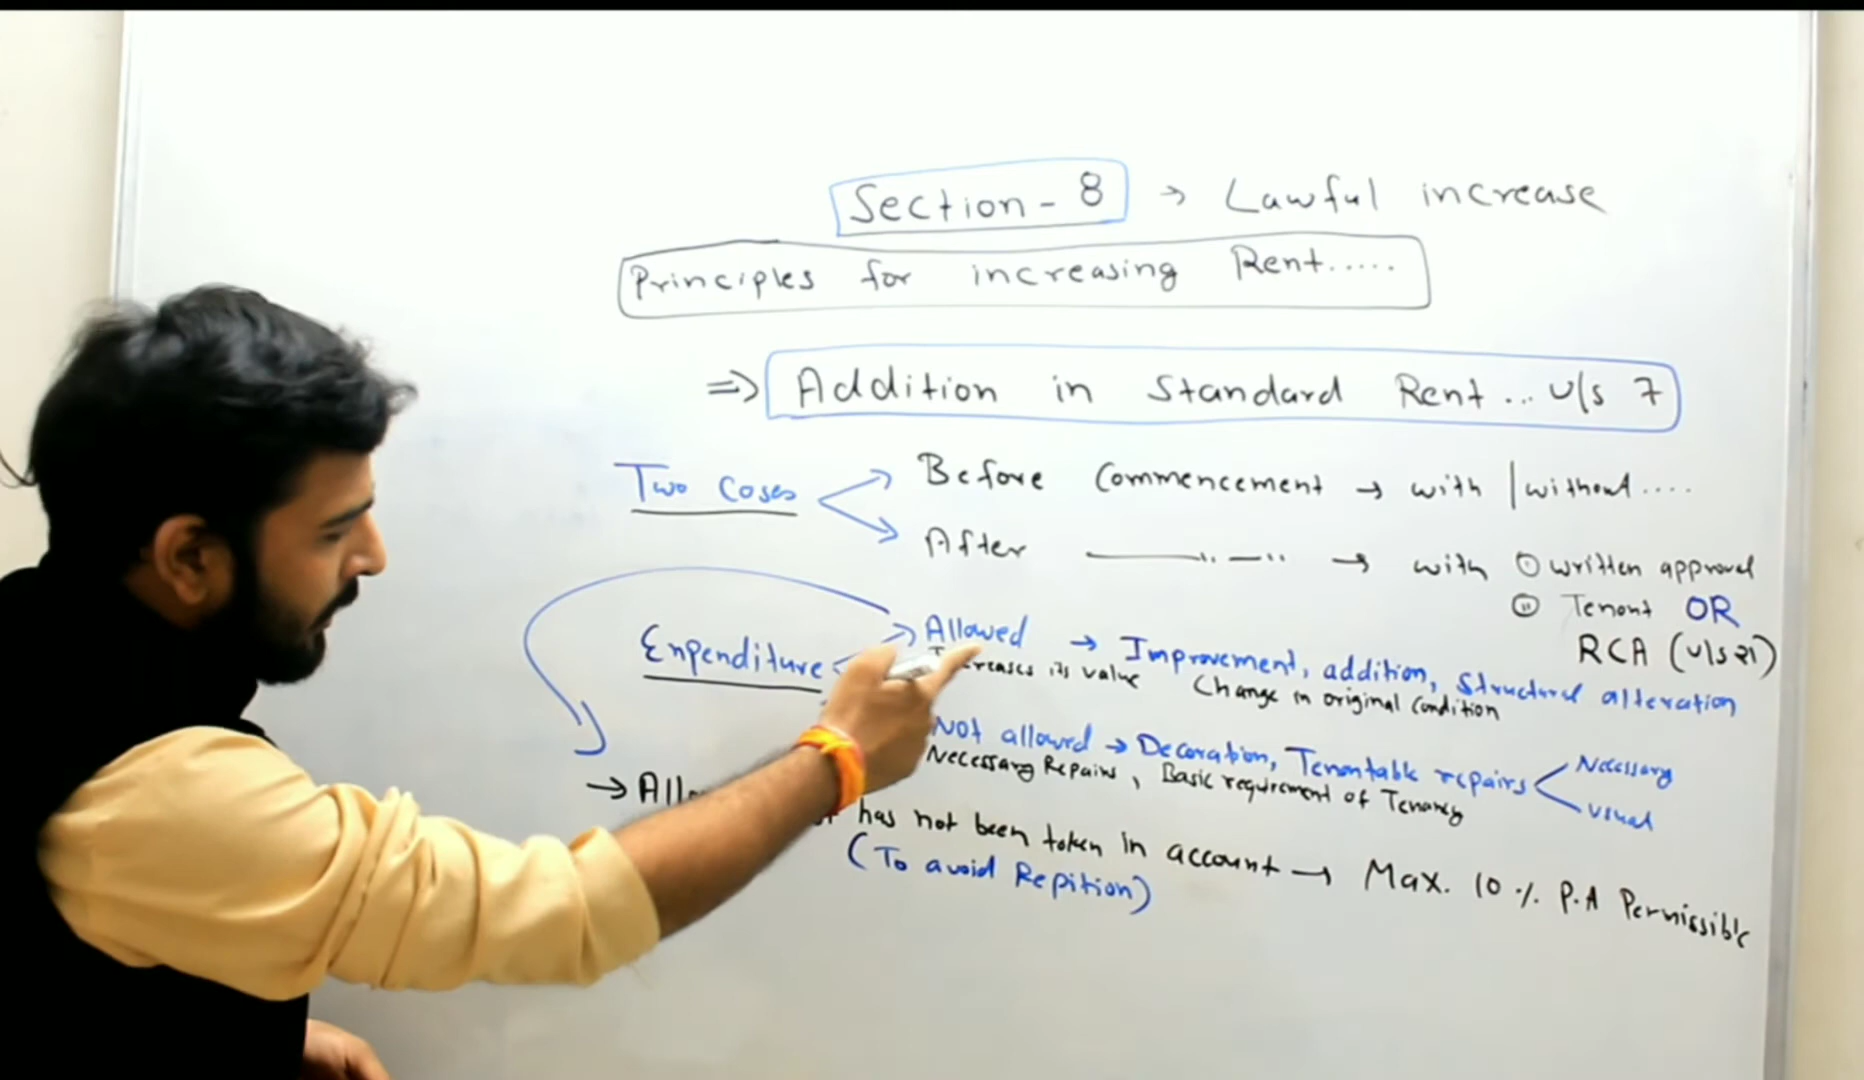 Section - 8 → Lawful increase
Principles for increasing Rent.....
⇒ Addition in Standard Rent... u/s 7
Two Cases
Before Commencement → with | without....
After ——.. —.. → with ① written approval
② Tenant OR
RCA (u/s 21)
Expenditure
Allowed → Improvement, addition, Structural alteration
its value Change in original Condition
Not allowed → Decoration, Tenantable repairs
Necessary
usual
Necessary Repairs, Basic requirement of Tenancy
→ has not been taken in account → Max. 10 % P.A Permissible
(To avoid Repition)